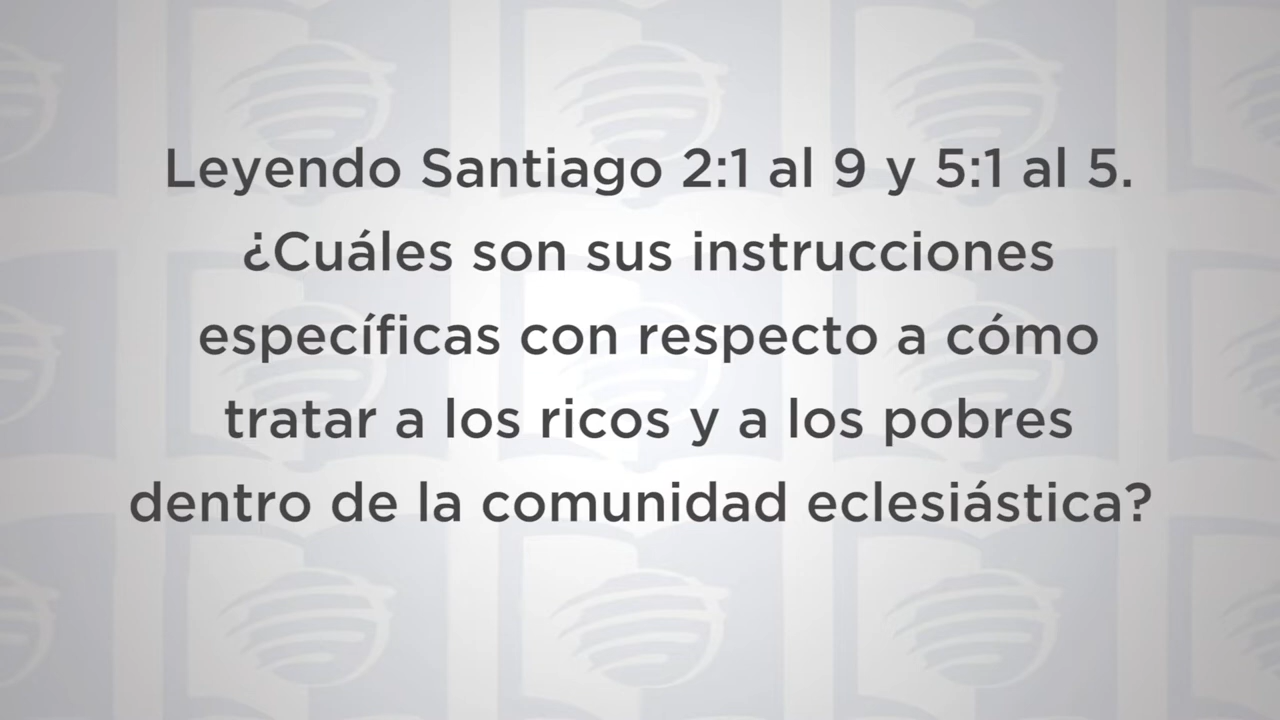 Leyendo Santiago 2:1 al 9 y 5:1 al 5.
¿Cuáles son sus instrucciones
específicas con respecto a cómo
tratar a los ricos y a los pobres
dentro de la comunidad eclesiástica?